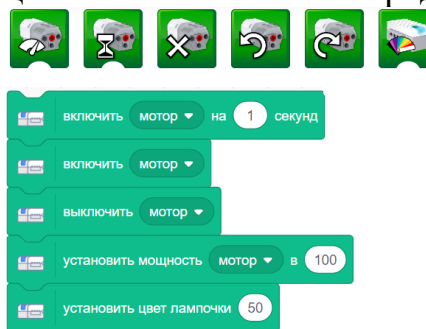 включить мотор на 1 секунд
включить мотор
выключить мотор
установить мощность мотор в 100
установить цвет лампочки 50